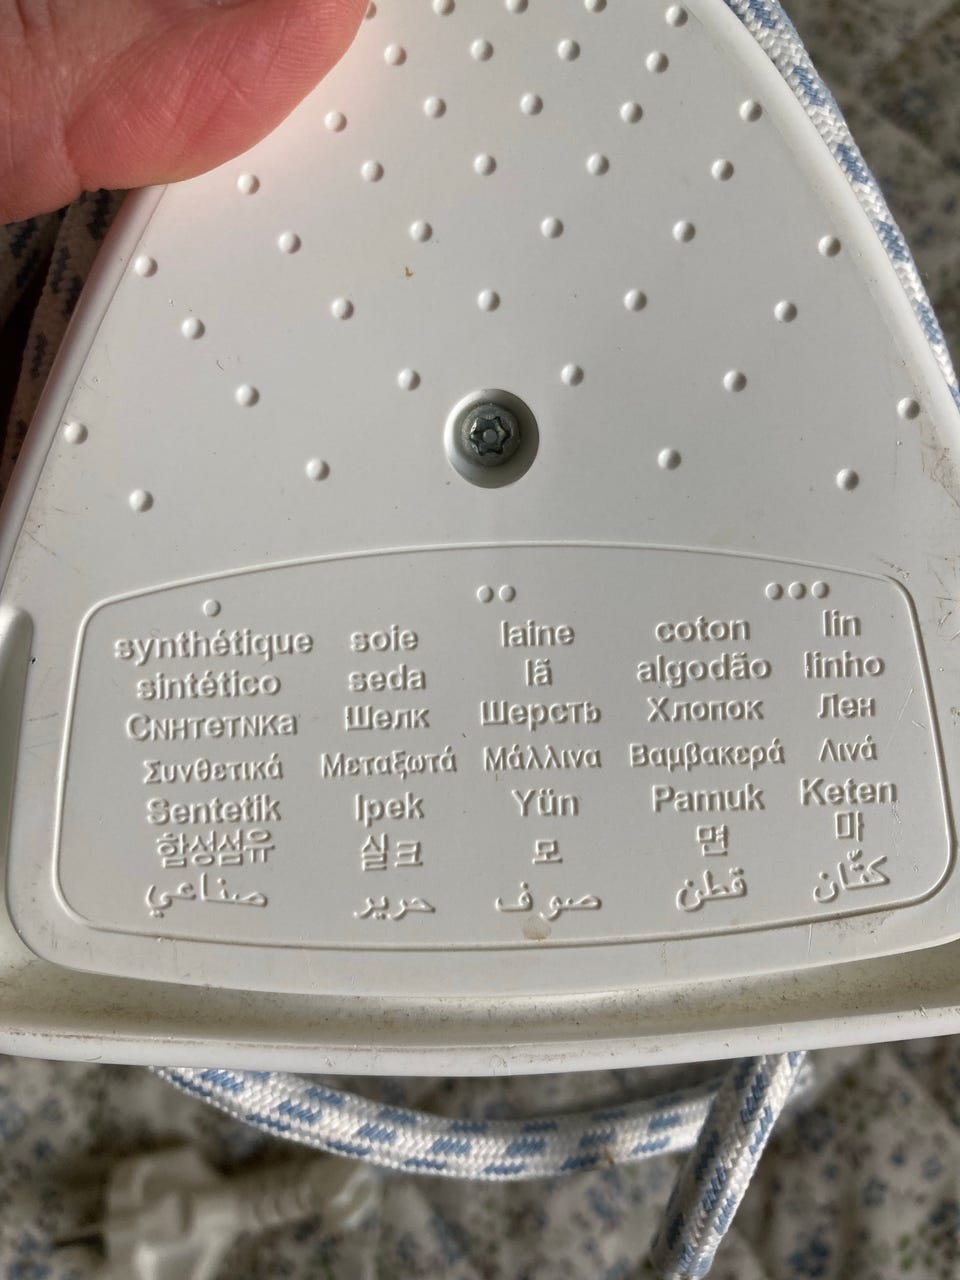 • •• •••
synthétique soie laine coton lin
sintético seda lã algodão linho
Синтетика Шелк Шерсть Хлопок Лен
Συνθετικά Μεταξωτά Μάλλινα Βαμβακερά Λινά
Sentetik Ipek Yün Pamuk Keten
합성섬유 실크 모 면 마
صناعي حرير صوف قطن كتّان